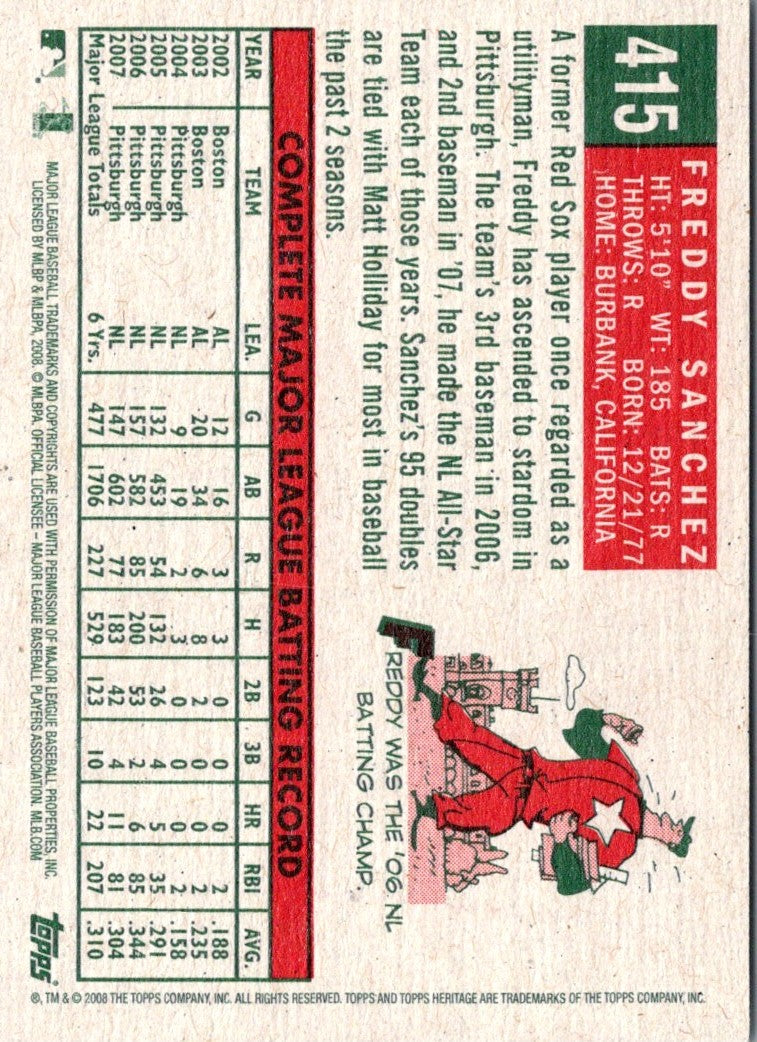 415
FREDDY SANCHEZ
HT: 5'10" WT: 185 BATS: R
THROWS: R BORN: 12/21/77
HOME: BURBANK, CALIFORNIA
A former Red Sox player once regarded as a
utilityman, Freddy has ascended to stardom in
Pittsburgh. The team's 3rd baseman in 2006,
and 2nd baseman in '07, he made the NL All-Star
Team each of those years. Sanchez's 95 doubles
are tied with Matt Holliday for most in baseball
the past 2 seasons.
FREDDY WAS THE '06 NL
BATTING CHAMP.
COMPLETE MAJOR LEAGUE BATTING RECORD
YEAR TEAM LEA. G AB R H 2B 3B HR RBI AVG.
2002 Boston AL 12 16 3 3 0 0 0 2 .188
2003 Boston AL 20 34 6 8 2 0 0 2 .235
2004 Pittsburgh NL 9 19 2 3 0 0 0 2 .158
2005 Pittsburgh NL 132 453 54 132 26 4 5 35 .291
2006 Pittsburgh NL 157 582 85 200 53 2 6 85 .344
2007 Pittsburgh NL 147 602 77 183 42 4 11 81 .304
Major League Totals 6 Yrs. 477 1706 227 529 123 10 22 207 .310
MAJOR LEAGUE BASEBALL TRADEMARKS AND COPYRIGHTS ARE USED WITH PERMISSION OF MAJOR LEAGUE BASEBALL PROPERTIES, INC.
LICENSED BY MLBP & MLBPA, 2008. © MLBPA, OFFICIAL LICENSEE – MAJOR LEAGUE BASEBALL PLAYERS ASSOCIATION. MLB.COM
topps
®, TM & © 2008 THE TOPPS COMPANY, INC. ALL RIGHTS RESERVED. TOPPS AND TOPPS HERITAGE ARE TRADEMARKS OF THE TOPPS COMPANY, INC.